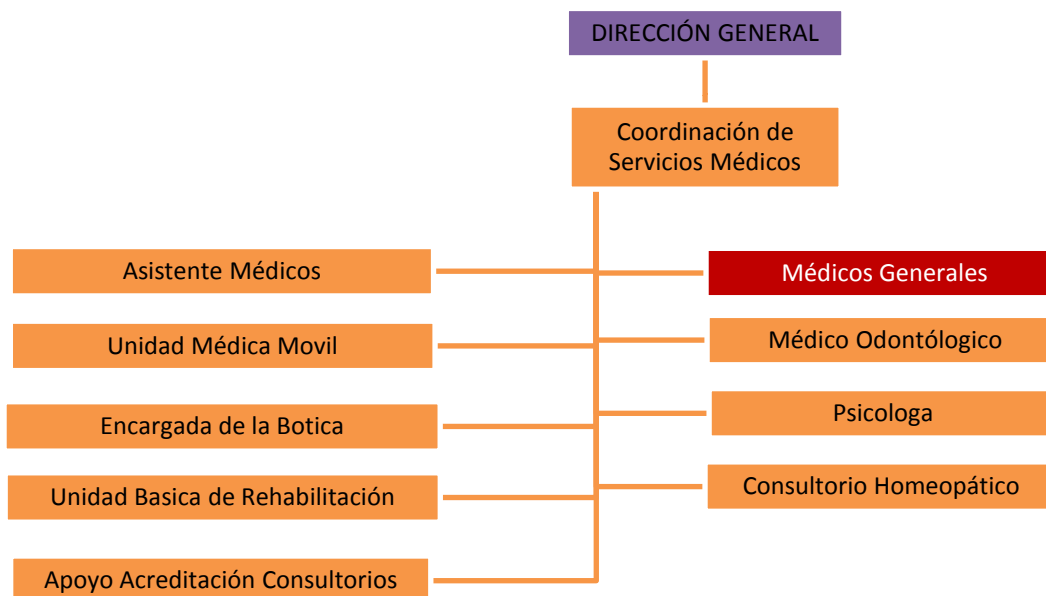 DIRECCIÓN GENERAL
Coordinación de
Servicios Médicos
Asistente Médicos
Médicos Generales
Unidad Médica Movil
Médico Odontólogico
Encargada de la Botica
Psicologa
Unidad Basica de Rehabilitación
Consultorio Homeopático
Apoyo Acreditación Consultorios